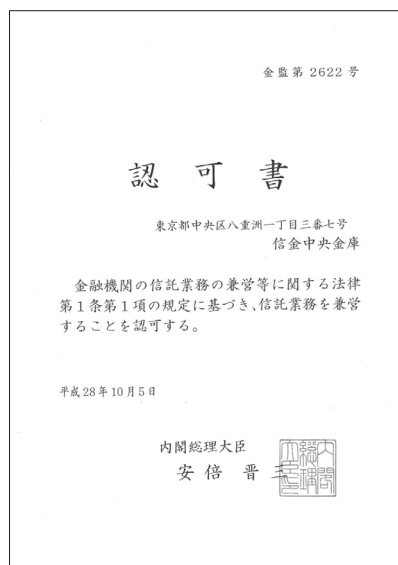 金監第 2622 号
認可書
東京都中央区八重洲一丁目三番七号
信金中央金庫
金融機関の信託業務の兼営等に関する法律
第1条第1項の規定に基づき、信託業務を兼営
することを認可する。
平成28年10月5日
内閣総理大臣
安倍 晋三